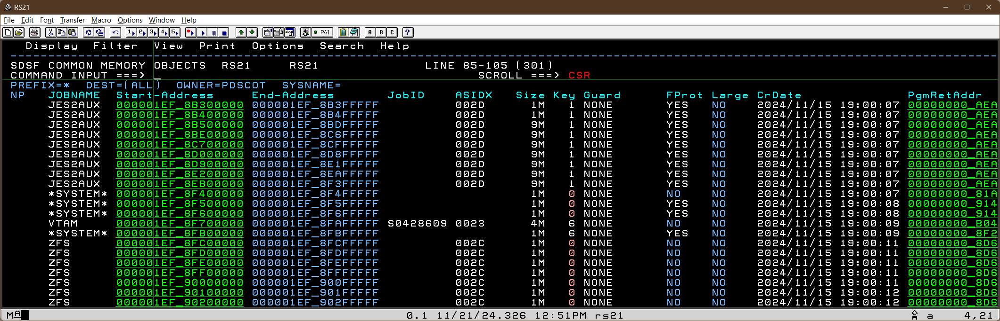 RS21
File Edit Font Transfer Macro Options Window Help
1 2 3 4 5 PA1 A B C ?
Display Filter View Print Options Search Help
SDSF COMMON MEMORY OBJECTS RS21 RS21 LINE 85-105 (301)
COMMAND INPUT ===> _ SCROLL ===> CSR
PREFIX=* DEST=(ALL) OWNER=PDSCOT SYSNAME=
NP JOBNAME Start-Address End-Address JobID ASIDX Size Key Guard FProt Large CrDate PgmRetAddr
JES2AUX 000001EF_8B300000 000001EF_8B3FFFFF 002D 1M 1 NONE YES NO 2024/11/15 19:00:07 00000000_AEA
JES2AUX 000001EF_8B400000 000001EF_8B4FFFFF 002D 1M 1 NONE YES NO 2024/11/15 19:00:07 00000000_AEA
JES2AUX 000001EF_8B500000 000001EF_8BDFFFFF 002D 9M 1 NONE YES NO 2024/11/15 19:00:07 00000000_AEA
JES2AUX 000001EF_8BE00000 000001EF_8C6FFFFF 002D 9M 1 NONE YES NO 2024/11/15 19:00:07 00000000_AEA
JES2AUX 000001EF_8C700000 000001EF_8CFFFFFF 002D 9M 1 NONE YES NO 2024/11/15 19:00:07 00000000_AEA
JES2AUX 000001EF_8D000000 000001EF_8D8FFFFF 002D 9M 1 NONE YES NO 2024/11/15 19:00:07 00000000_AEA
JES2AUX 000001EF_8D900000 000001EF_8E1FFFFF 002D 9M 1 NONE YES NO 2024/11/15 19:00:07 00000000_AEA
JES2AUX 000001EF_8E200000 000001EF_8EAFFFFF 002D 9M 1 NONE YES NO 2024/11/15 19:00:07 00000000_AEA
JES2AUX 000001EF_8EB00000 000001EF_8F3FFFFF 002D 9M 1 NONE YES NO 2024/11/15 19:00:07 00000000_AEA
*SYSTEM* 000001EF_8F400000 000001EF_8F4FFFFF 1M 0 NONE NO NO 2024/11/15 19:00:07 00000000_81A
*SYSTEM* 000001EF_8F500000 000001EF_8F5FFFFF 1M 0 NONE YES NO 2024/11/15 19:00:08 00000000_914
*SYSTEM* 000001EF_8F600000 000001EF_8F6FFFFF 1M 0 NONE YES NO 2024/11/15 19:00:08 00000000_914
VTAM 000001EF_8F700000 000001EF_8FAFFFFF S0428609 0023 4M 6 NONE NO NO 2024/11/15 19:00:09 00000000_B04
*SYSTEM* 000001EF_8FB00000 000001EF_8FBFFFFF 1M 6 NONE YES NO 2024/11/15 19:00:09 00000000_8F2
ZFS 000001EF_8FC00000 000001EF_8FCFFFFF 002C 1M 0 NONE NO NO 2024/11/15 19:00:11 00000000_8D6
ZFS 000001EF_8FD00000 000001EF_8FDFFFFF 002C 1M 0 NONE NO NO 2024/11/15 19:00:11 00000000_8D6
ZFS 000001EF_8FE00000 000001EF_8FEFFFFF 002C 1M 0 NONE NO NO 2024/11/15 19:00:11 00000000_8D6
ZFS 000001EF_8FF00000 000001EF_8FFFFFFF 002C 1M 0 NONE NO NO 2024/11/15 19:00:11 00000000_8D6
ZFS 000001EF_90000000 000001EF_900FFFFF 002C 1M 0 NONE NO NO 2024/11/15 19:00:11 00000000_8D6
ZFS 000001EF_90100000 000001EF_901FFFFF 002C 1M 0 NONE NO NO 2024/11/15 19:00:12 00000000_8D6
ZFS 000001EF_90200000 000001EF_902FFFFF 002C 1M 0 NONE NO NO 2024/11/15 19:00:12 00000000_8D6
MA 0.1 11/21/24.326 12:51PM rs21 a 4,21